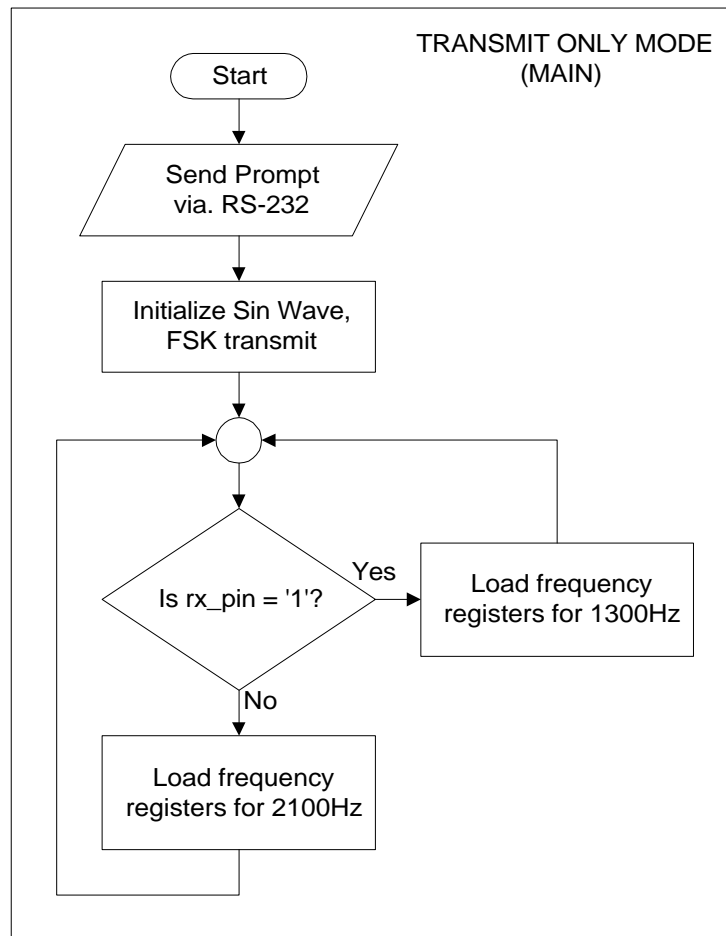 TRANSMIT ONLY MODE
(MAIN)
Start
Send Prompt
via. RS-232
Initialize Sin Wave,
FSK transmit
Is rx_pin = '1'?
Yes
Load frequency
registers for 1300Hz
No
Load frequency
registers for 2100Hz